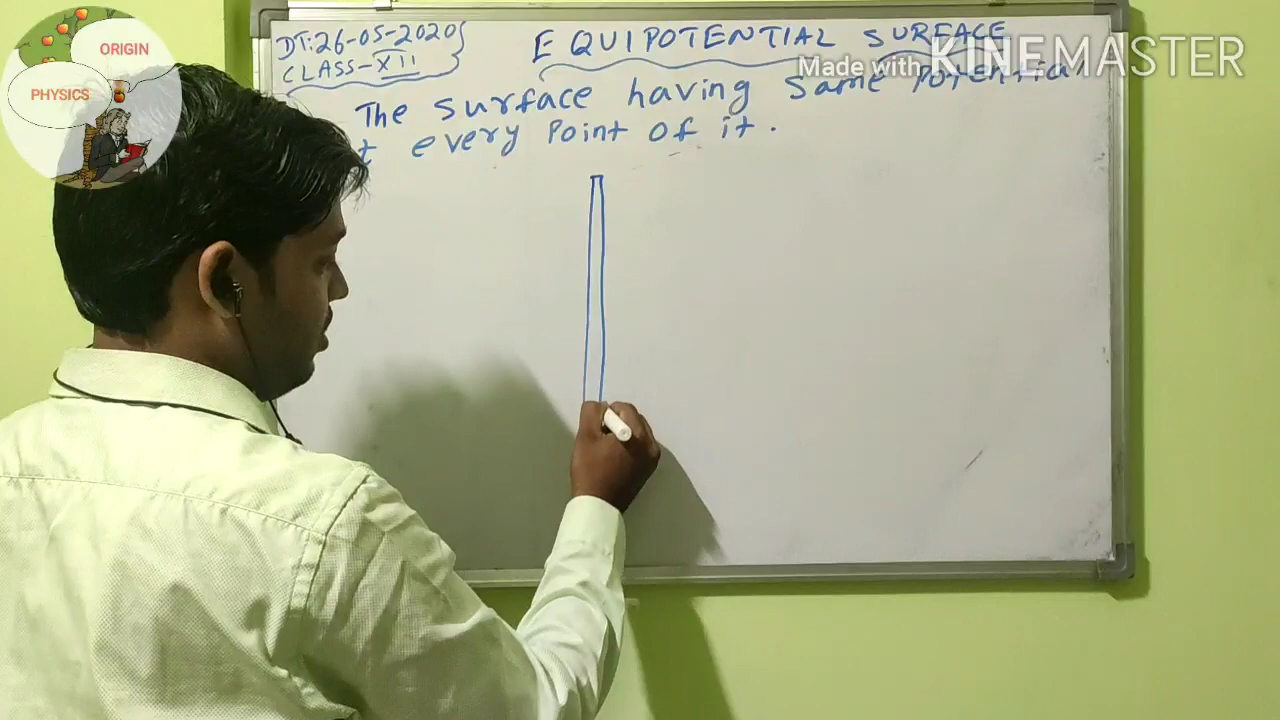 ORIGIN
PHYSICS
DT:26-05-2020
CLASS-XII
EQUIPOTENTIAL SURFACE
Made with KINEMASTER
The surface having same potential
every point of it.